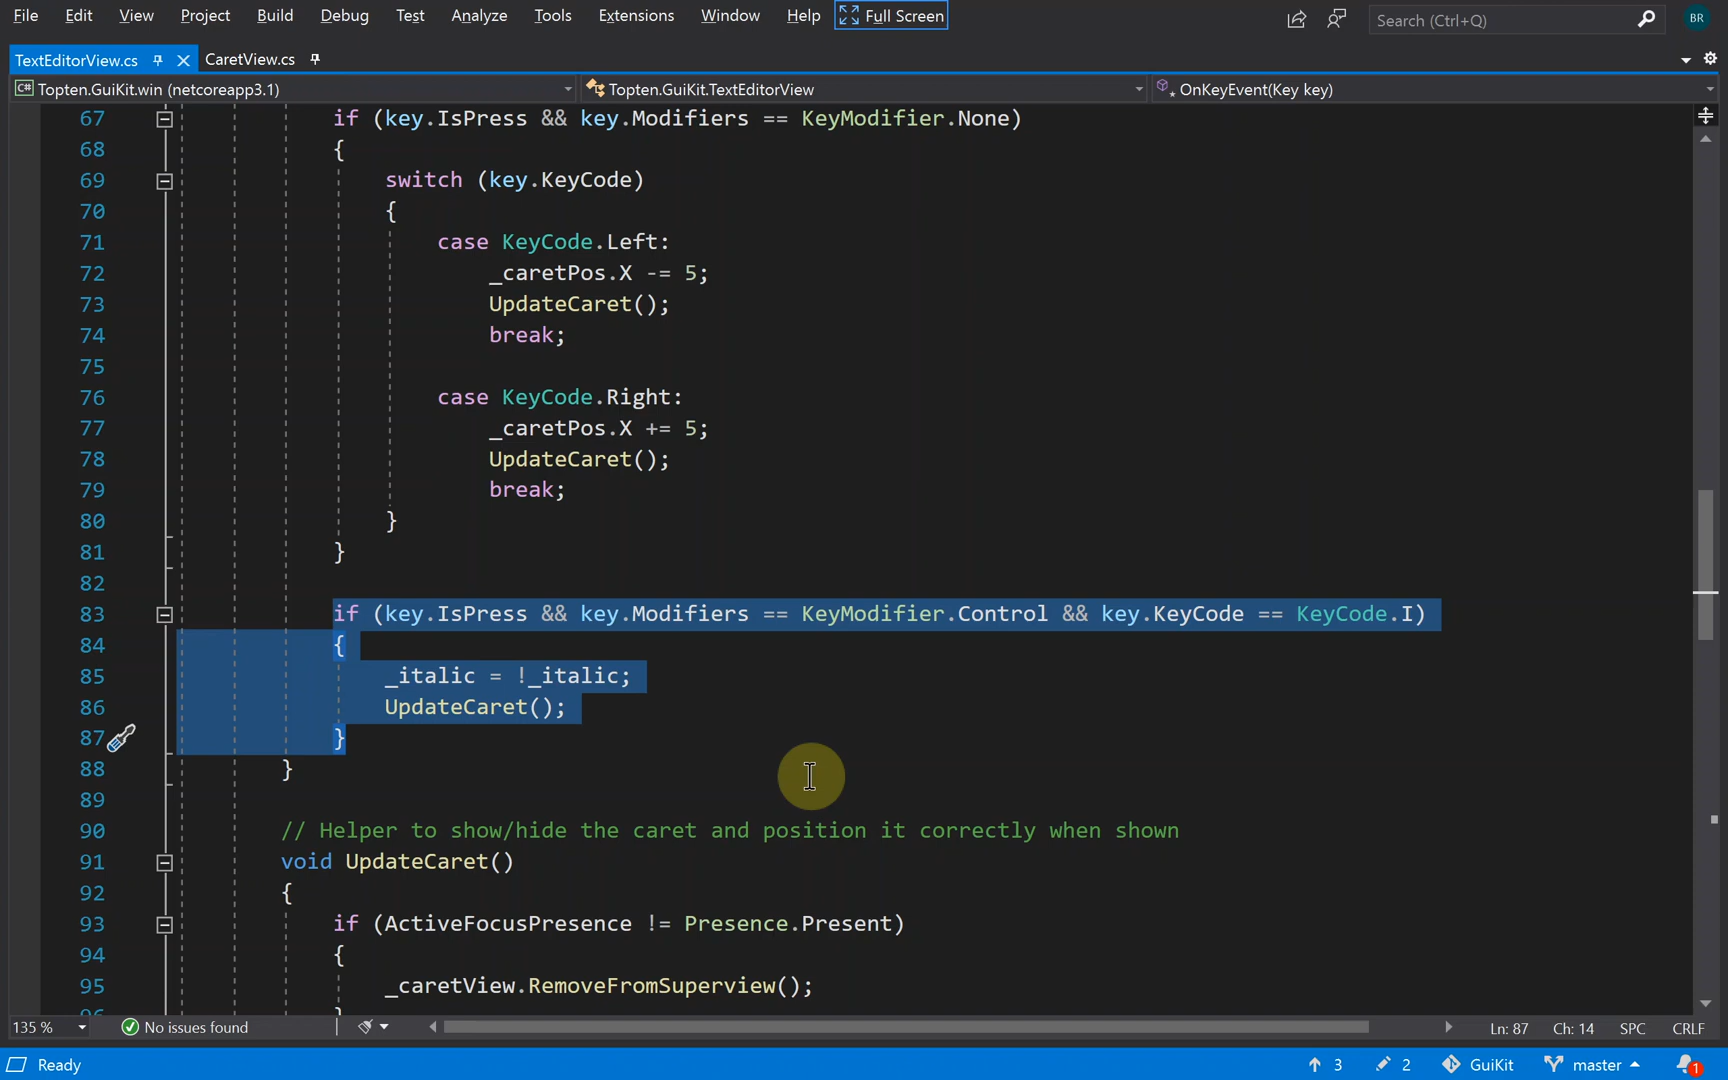 File Edit View Project Build Debug Test Analyze Tools Extensions Window Help Full Screen Search (Ctrl+Q) BR
TextEditorView.cs CaretView.cs
C# Topten.GuiKit.win (netcoreapp3.1) Topten.GuiKit.TextEditorView OnKeyEvent(Key key)
67 if (key.IsPress && key.Modifiers == KeyModifier.None)
68 {
69 switch (key.KeyCode)
70 {
71 case KeyCode.Left:
72 _caretPos.X -= 5;
73 UpdateCaret();
74 break;
75
76 case KeyCode.Right:
77 _caretPos.X += 5;
78 UpdateCaret();
79 break;
80 }
81 }
82
83 if (key.IsPress && key.Modifiers == KeyModifier.Control && key.KeyCode == KeyCode.I)
84 {
85 _italic = !_italic;
86 UpdateCaret();
87 }
88 }
89
90 // Helper to show/hide the caret and position it correctly when shown
91 void UpdateCaret()
92 {
93 if (ActiveFocusPresence != Presence.Present)
94 {
95 _caretView.RemoveFromSuperview();
96 }
135 % No issues found Ln: 87 Ch: 14 SPC CRLF
Ready 3 2 GuiKit master 1